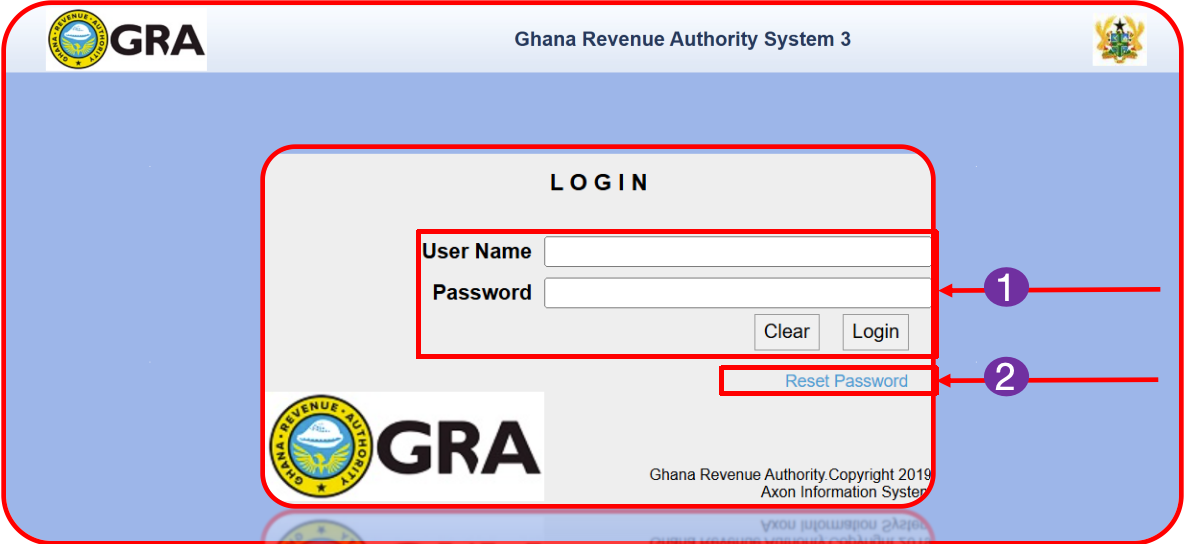 GHANA REVENUE AUTHORITY
GRA
Ghana Revenue Authority System 3
LOGIN
User Name
Password
1
Clear
Login
Reset Password
2
GHANA REVENUE AUTHORITY
GRA
Ghana Revenue Authority.Copyright 2019
Axon Information System